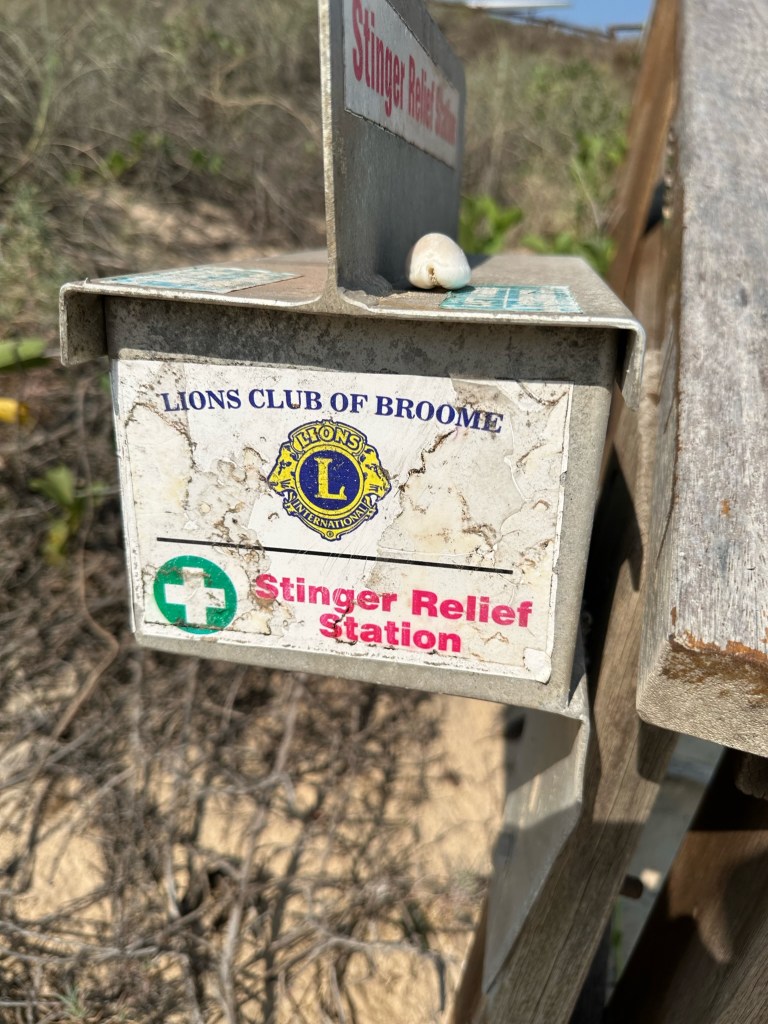 Stinger Relief Station
LIONS CLUB OF BROOME
LIONS
L
INTERNATIONAL
®
Stinger Relief
Station